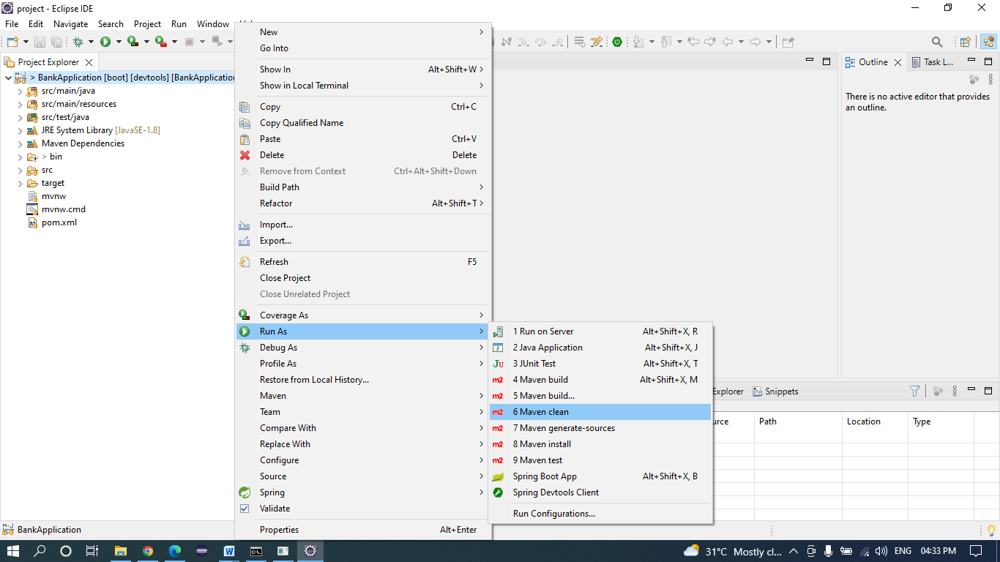 project - Eclipse IDE
File Edit Navigate Search Project Run Window
Project Explorer
> BankApplication [boot] [devtools] [BankApplication
src/main/java
src/main/resources
src/test/java
JRE System Library [JavaSE-1.8]
Maven Dependencies
> bin
src
target
mvnw
mvnw.cmd
pom.xml
New
Go Into
Show In Alt+Shift+W >
Show in Local Terminal
Copy Ctrl+C
Copy Qualified Name
Paste Ctrl+V
Delete Delete
Remove from Context Ctrl+Alt+Shift+Down
Build Path
Refactor Alt+Shift+T >
Import...
Export...
Refresh F5
Close Project
Close Unrelated Project
Coverage As
Run As
Debug As
Profile As
Restore from Local History...
Maven
Team
Compare With
Replace With
Configure
Source
Spring
Validate
Properties Alt+Enter
1 Run on Server Alt+Shift+X, R
2 Java Application Alt+Shift+X, J
3 JUnit Test Alt+Shift+X, T
4 Maven build Alt+Shift+X, M
5 Maven build...
6 Maven clean
7 Maven generate-sources
8 Maven install
9 Maven test
Spring Boot App Alt+Shift+X, B
Spring Devtools Client
Run Configurations...
Outline Task L...
There is no active editor that provides
an outline.
Explorer Snippets
urce Path Location Type
BankApplication
31°C Mostly cl... ENG 04:33 PM